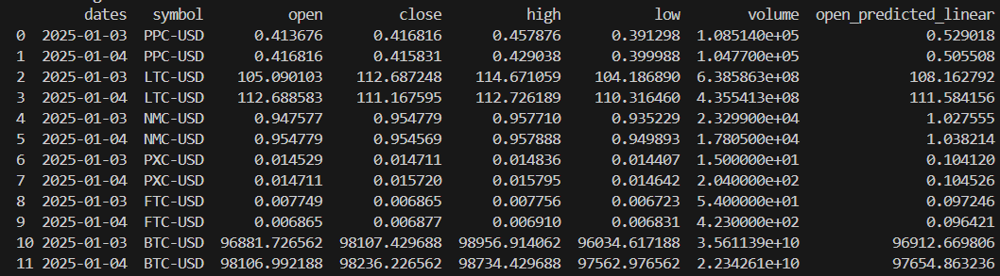 dates symbol open close high low volume open_predicted_linear
0 2025-01-03 PPC-USD 0.413676 0.416816 0.457876 0.391298 1.085140e+05 0.529018
1 2025-01-04 PPC-USD 0.416816 0.415831 0.429038 0.399988 1.047700e+05 0.505508
2 2025-01-03 LTC-USD 105.090103 112.687248 114.671059 104.186890 6.385863e+08 108.162792
3 2025-01-04 LTC-USD 112.688583 111.167595 112.726189 110.316460 4.355413e+08 111.584156
4 2025-01-03 NMC-USD 0.947577 0.954779 0.957710 0.935229 2.329900e+04 1.027555
5 2025-01-04 NMC-USD 0.954779 0.954569 0.957888 0.949893 1.780500e+04 1.038214
6 2025-01-03 PXC-USD 0.014529 0.014711 0.014836 0.014407 1.500000e+01 0.104120
7 2025-01-04 PXC-USD 0.014711 0.015720 0.015795 0.014642 2.040000e+02 0.104526
8 2025-01-03 FTC-USD 0.007749 0.006865 0.007756 0.006723 5.400000e+01 0.097246
9 2025-01-04 FTC-USD 0.006865 0.006877 0.006910 0.006831 4.230000e+02 0.096421
10 2025-01-03 BTC-USD 96881.726562 98107.429688 98956.914062 96034.617188 3.561139e+10 96912.669806
11 2025-01-04 BTC-USD 98106.992188 98236.226562 98734.429688 97562.976562 2.234261e+10 97654.863236